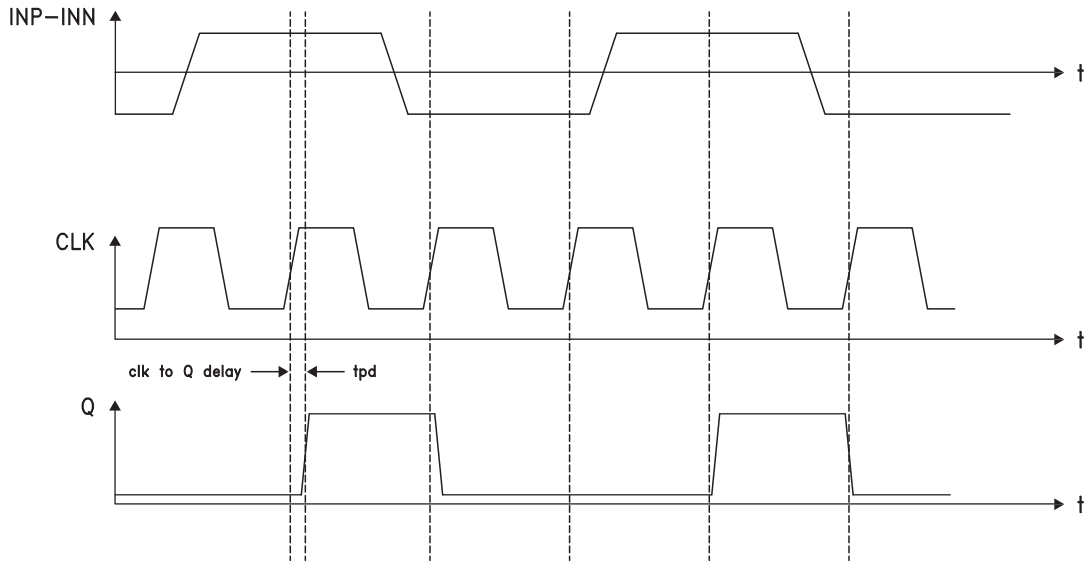 INP-INN
t
CLK
t
clk to Q delay
tpd
Q
t